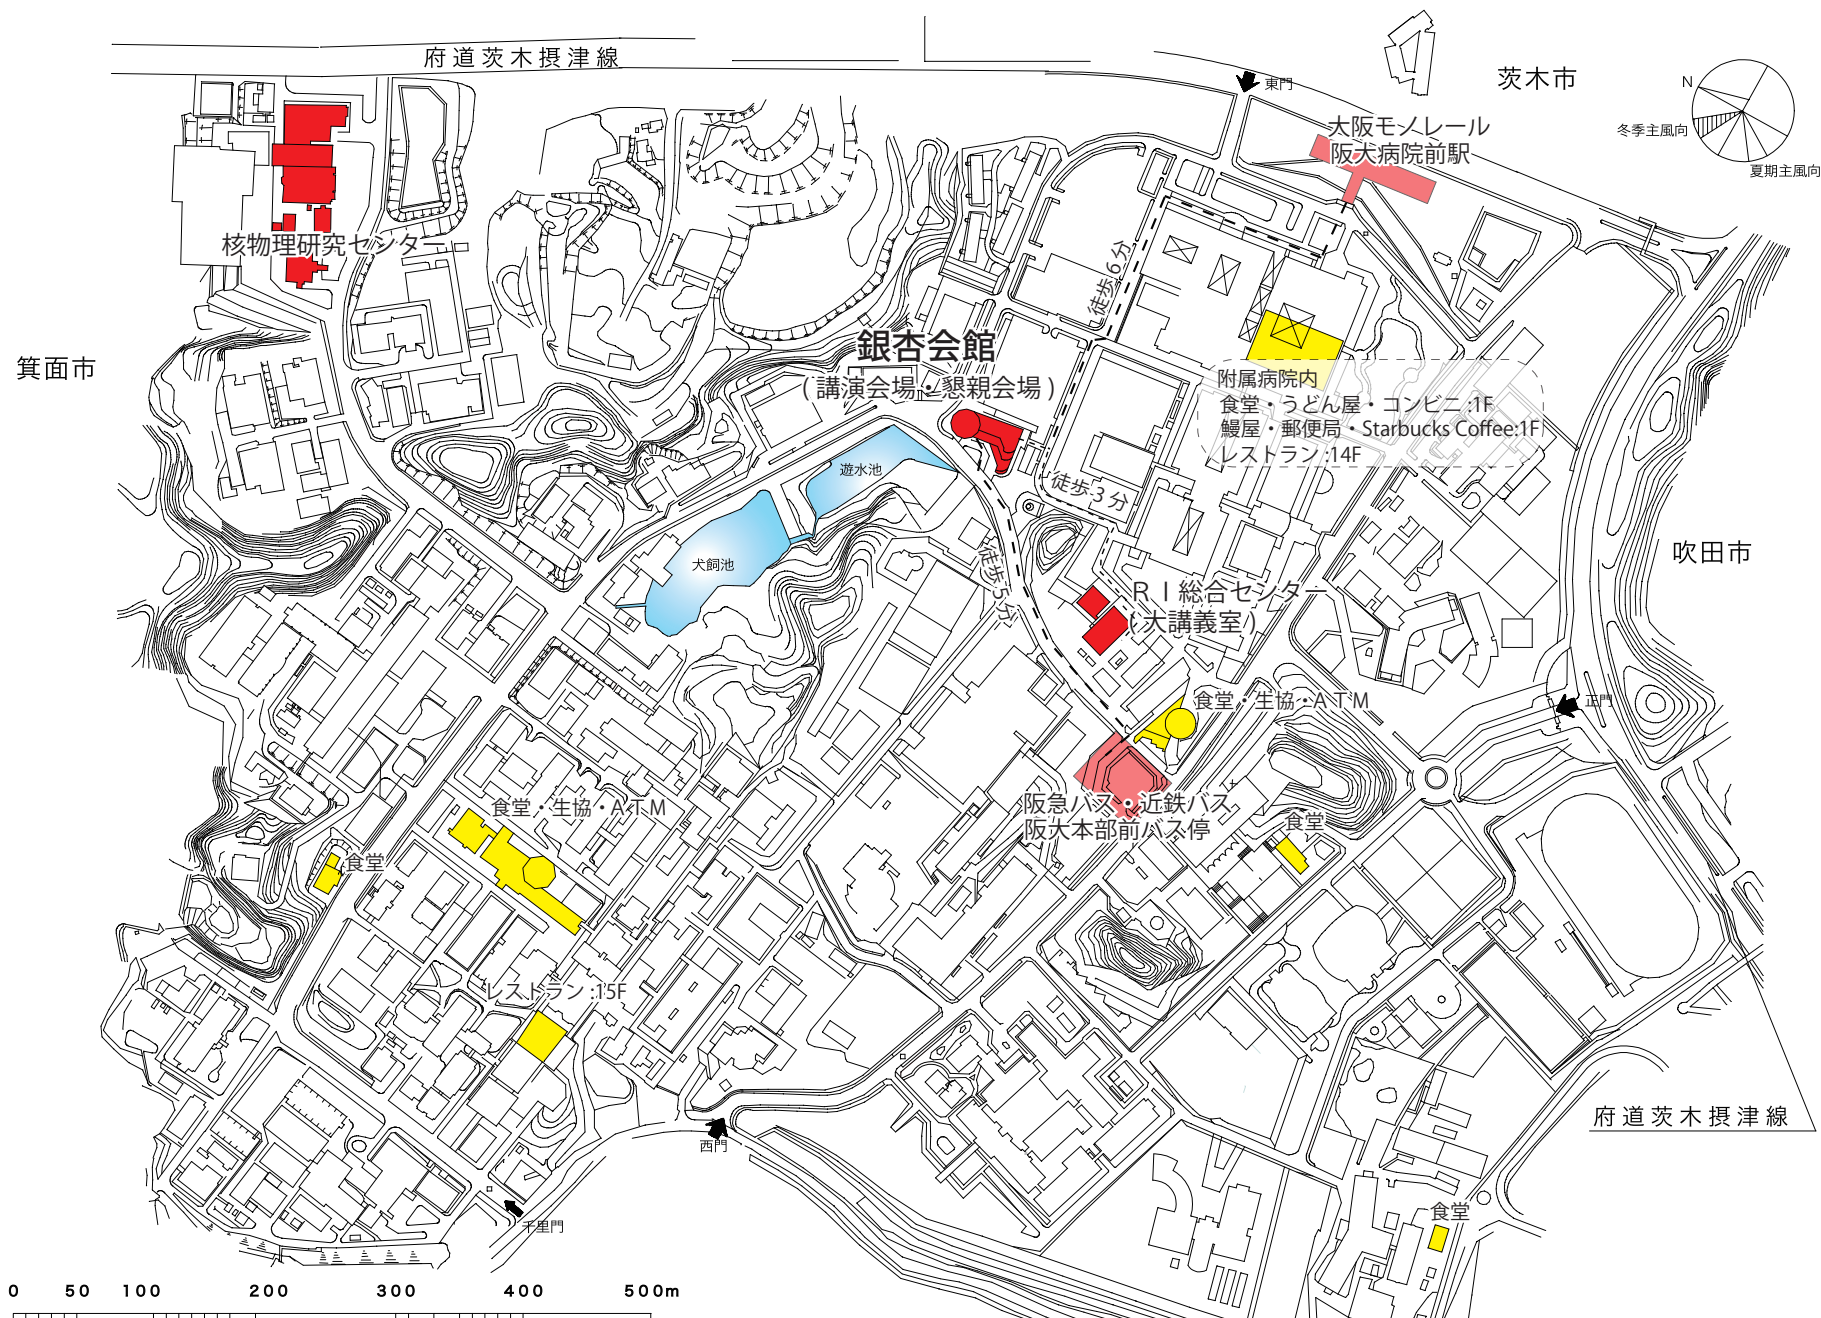 府道茨木摂津線
東門
茨木市
N
冬季主風向
夏期主風向
大阪モノレール
阪大病院前駅
核物理研究センター
徒歩6分
箕面市
銀杏会館
(講演会場・懇親会場)
附属病院内
食堂・うどん屋・コンビニ:1F
鰻屋・郵便局・Starbucks Coffee:1F
レストラン:14F
遊水池
徒歩3分
犬飼池
徒歩5分
吹田市
RI総合センター
(大講義室)
食堂・生協・ATM
正門
阪急バス・近鉄バス
阪大本部前バス停
食堂
食堂・生協・ATM
食堂
レストラン:15F
府道茨木摂津線
西門
千里門
食堂
0 50 100 200 300 400 500m